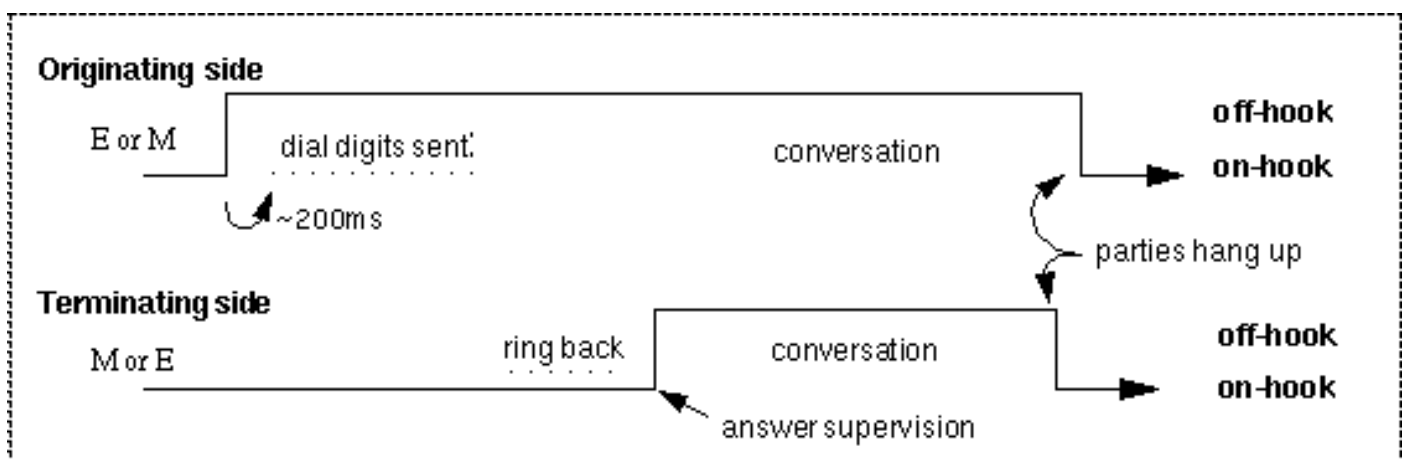 Originating side
E or M
dial digits sent
conversation
off-hook
on-hook
~200ms
parties hang up
Terminating side
M or E
ring back
conversation
off-hook
on-hook
answer supervision